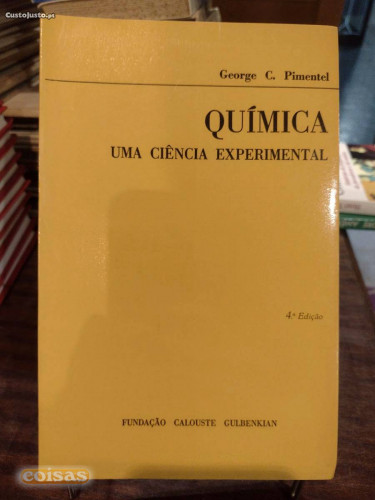 CustoJusto.pt
George C. Pimentel
QUÍMICA
UMA CIÊNCIA EXPERIMENTAL
4.ª Edição
FUNDAÇÃO CALOUSTE GULBENKIAN
coisas